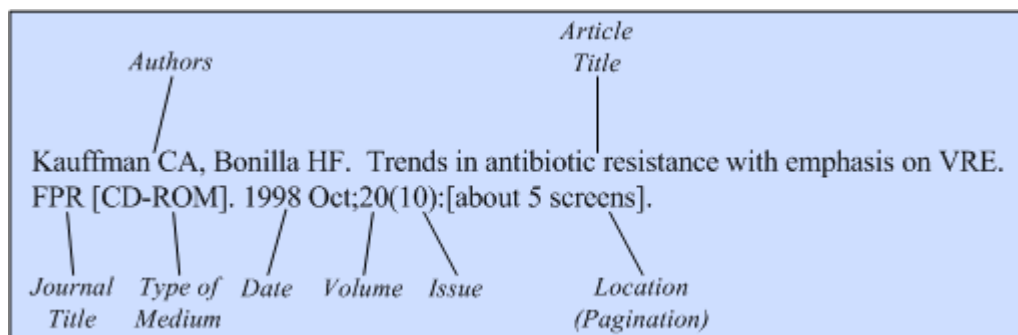 Article
Title
Authors
Kauffman CA, Bonilla HF.  Trends in antibiotic resistance with emphasis on VRE.
FPR [CD-ROM]. 1998 Oct;20(10):[about 5 screens].
Journal Title
Type of Medium
Date
Volume
Issue
Location (Pagination)